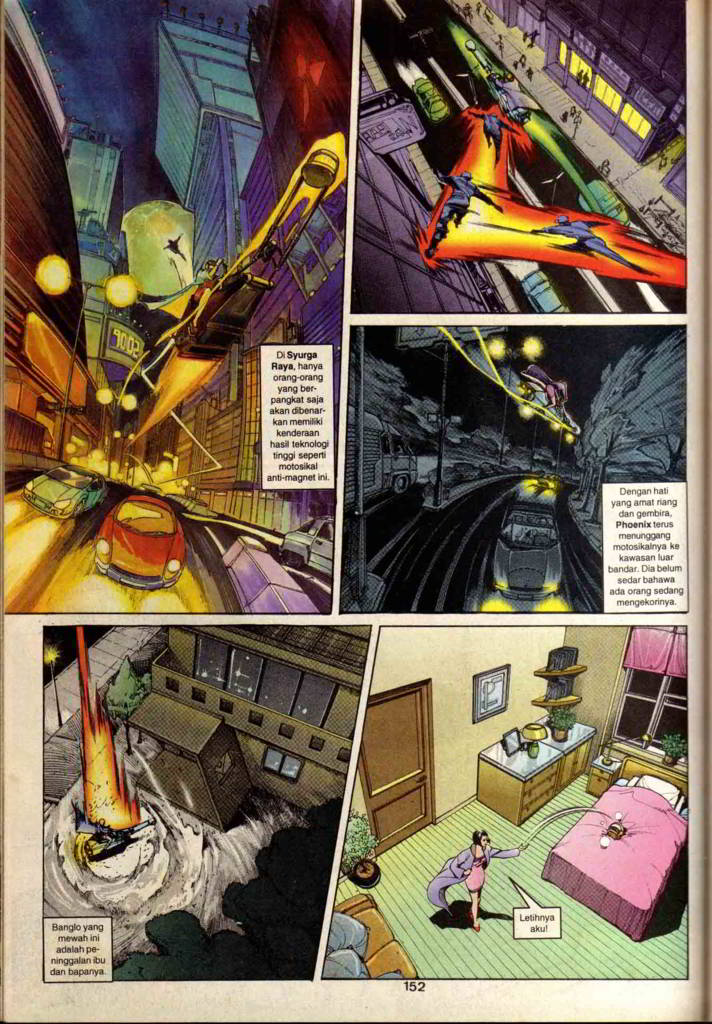 9002
Di Syurga
Raya, hanya
orang-orang
yang ber-
pangkat saja
akan dibenar-
kan memiliki
kenderaan
hasil teknologi
tinggi seperti
motosikal
anti-magnet ini.
Dengan hati
yang amat riang
dan gembira,
Phoenix terus
menunggang
motosikalnya ke
kawasan luar
bandar. Dia belum
sedar bahawa
ada orang sedang
mengekorinya.
Banglo yang
mewah ini
adalah pe-
ninggalan ibu
dan bapanya.
Letihnya
aku!
152